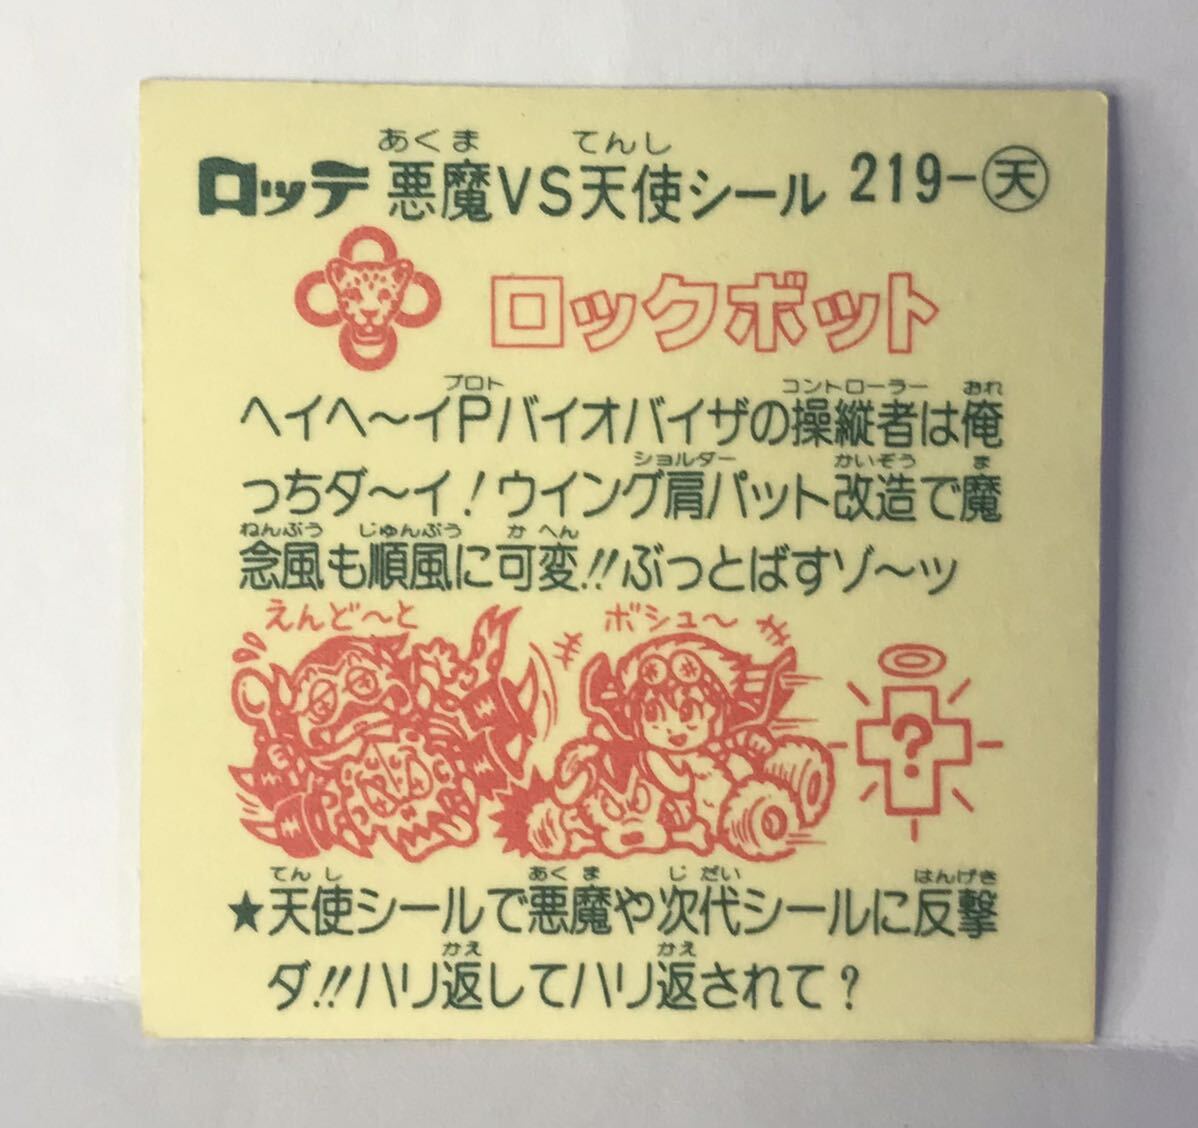 あくま てんし
ロッテ 悪魔VS天使シール 219-天
ロックボット
プロト コントローラー おれ
ヘイヘ〜イPバイオバイザの操縦者は俺
ショルダー かいぞう ま
っちダ〜イ!ウイング肩パット改造で魔
ねんぷう じゅんぷう か へん
念風も順風に可変!!ぶっとばすゾ〜ッ
えんど〜と ボシュ〜
?
てんし あくま じだい はんげき
★天使シールで悪魔や次代シールに反撃
かえ かえ
ダ!!ハリ返してハリ返されて?